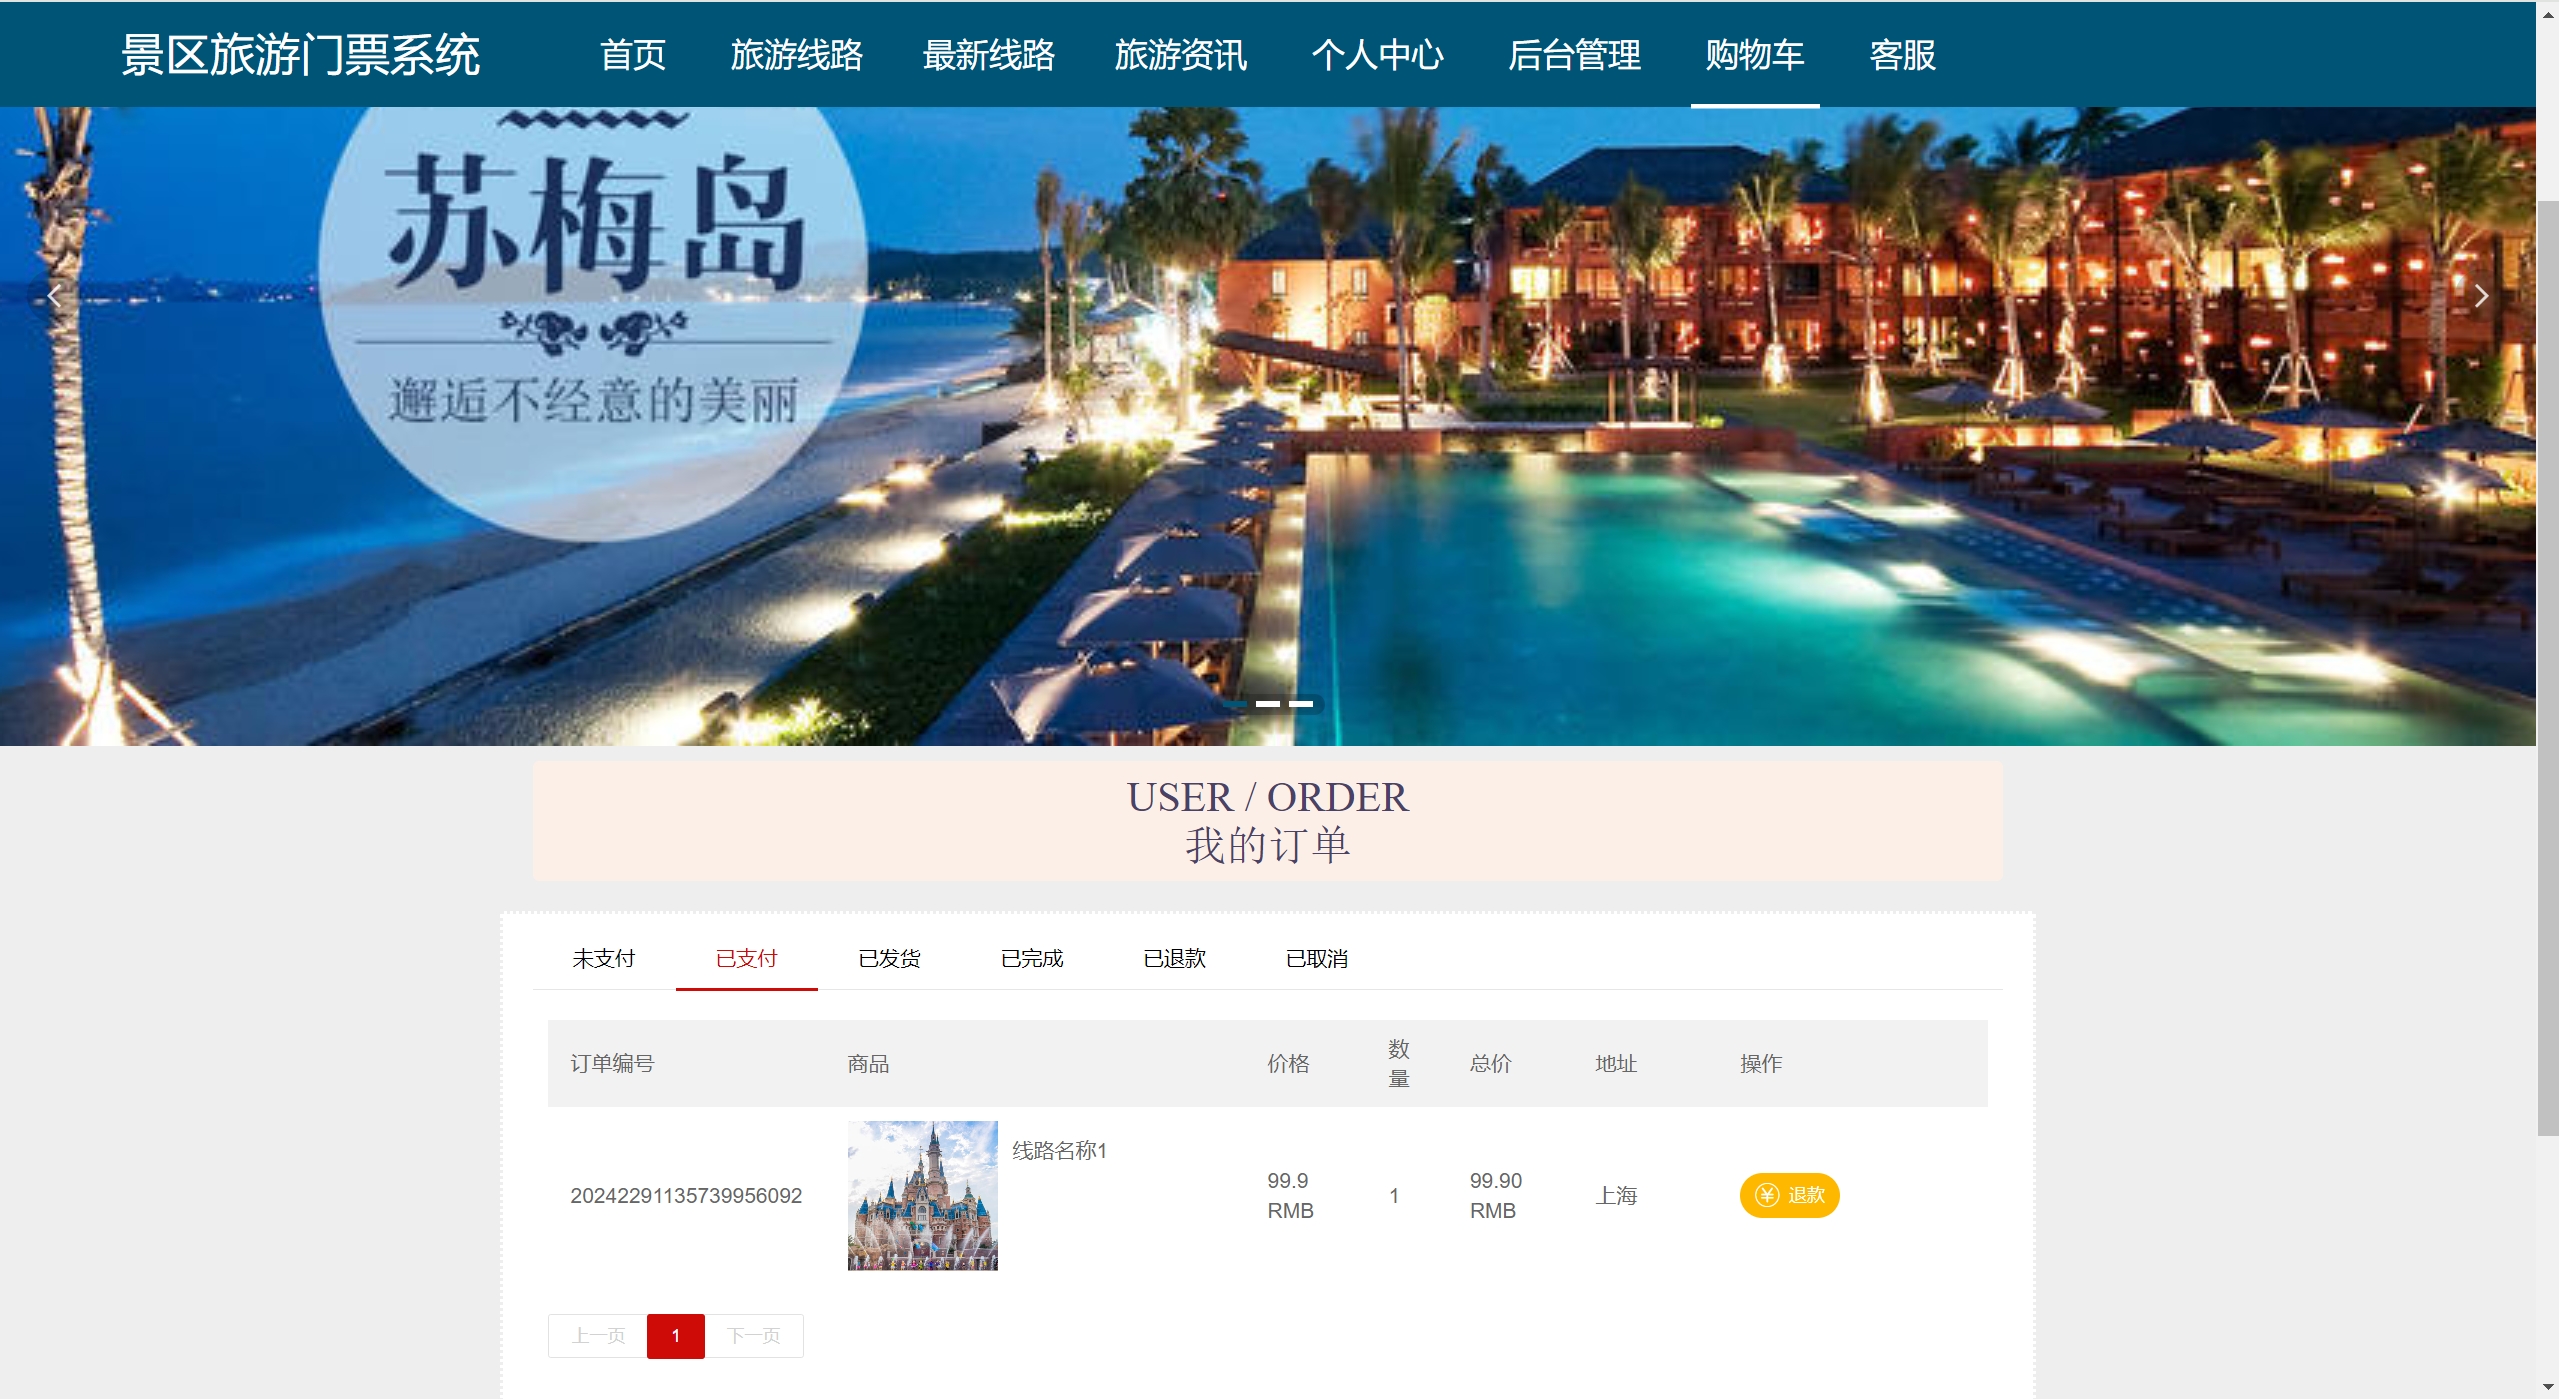 景区旅游门票系统
首页 旅游线路 最新线路 旅游资讯 个人中心 后台管理 购物车 客服
苏梅岛
邂逅不经意的美丽
USER / ORDER
我的订单
未支付 已支付 已发货 已完成 已退款 已取消
订单编号 商品 价格 数量 总价 地址 操作
20242291135739956092 线路名称1 99.9 RMB 1 99.90 RMB 上海 退款
上一页 1 下一页